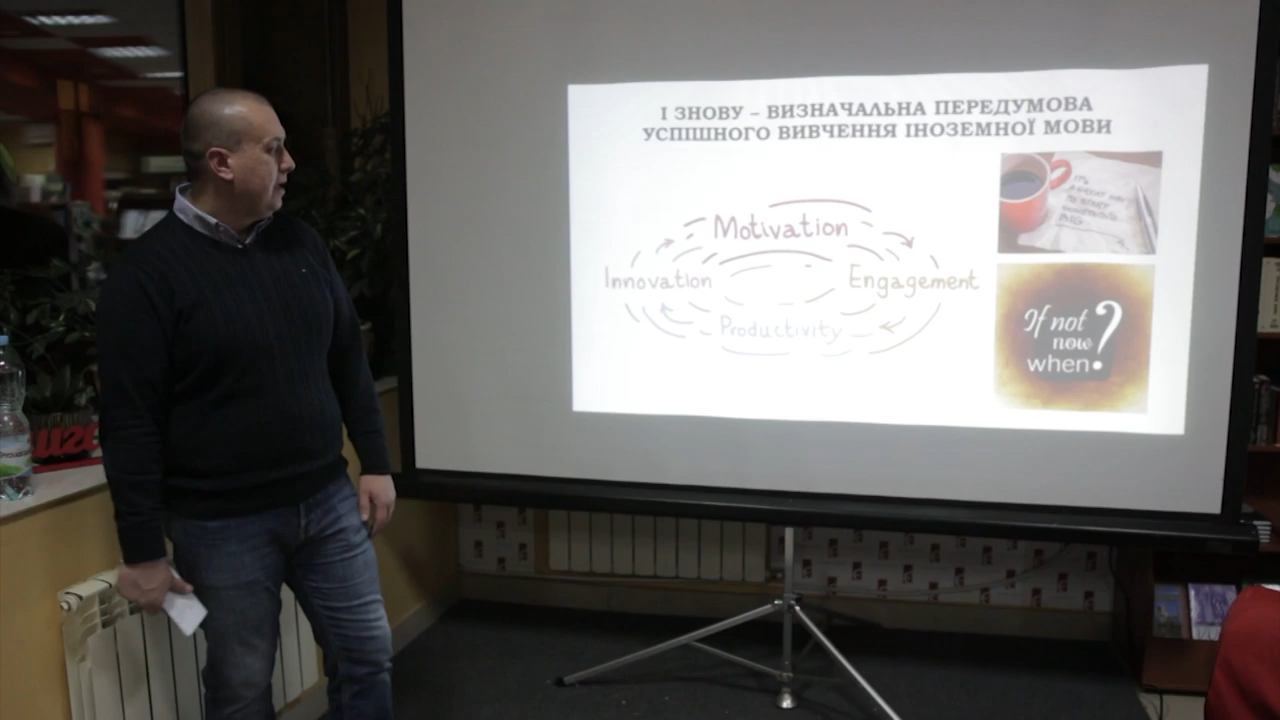 І ЗНОВУ – ВИЗНАЧАЛЬНА ПЕРЕДУМОВА
УСПІШНОГО ВИВЧЕННЯ ІНОЗЕМНОЇ МОВИ
Motivation
Innovation
Engagement
Productivity
If not
now
when?